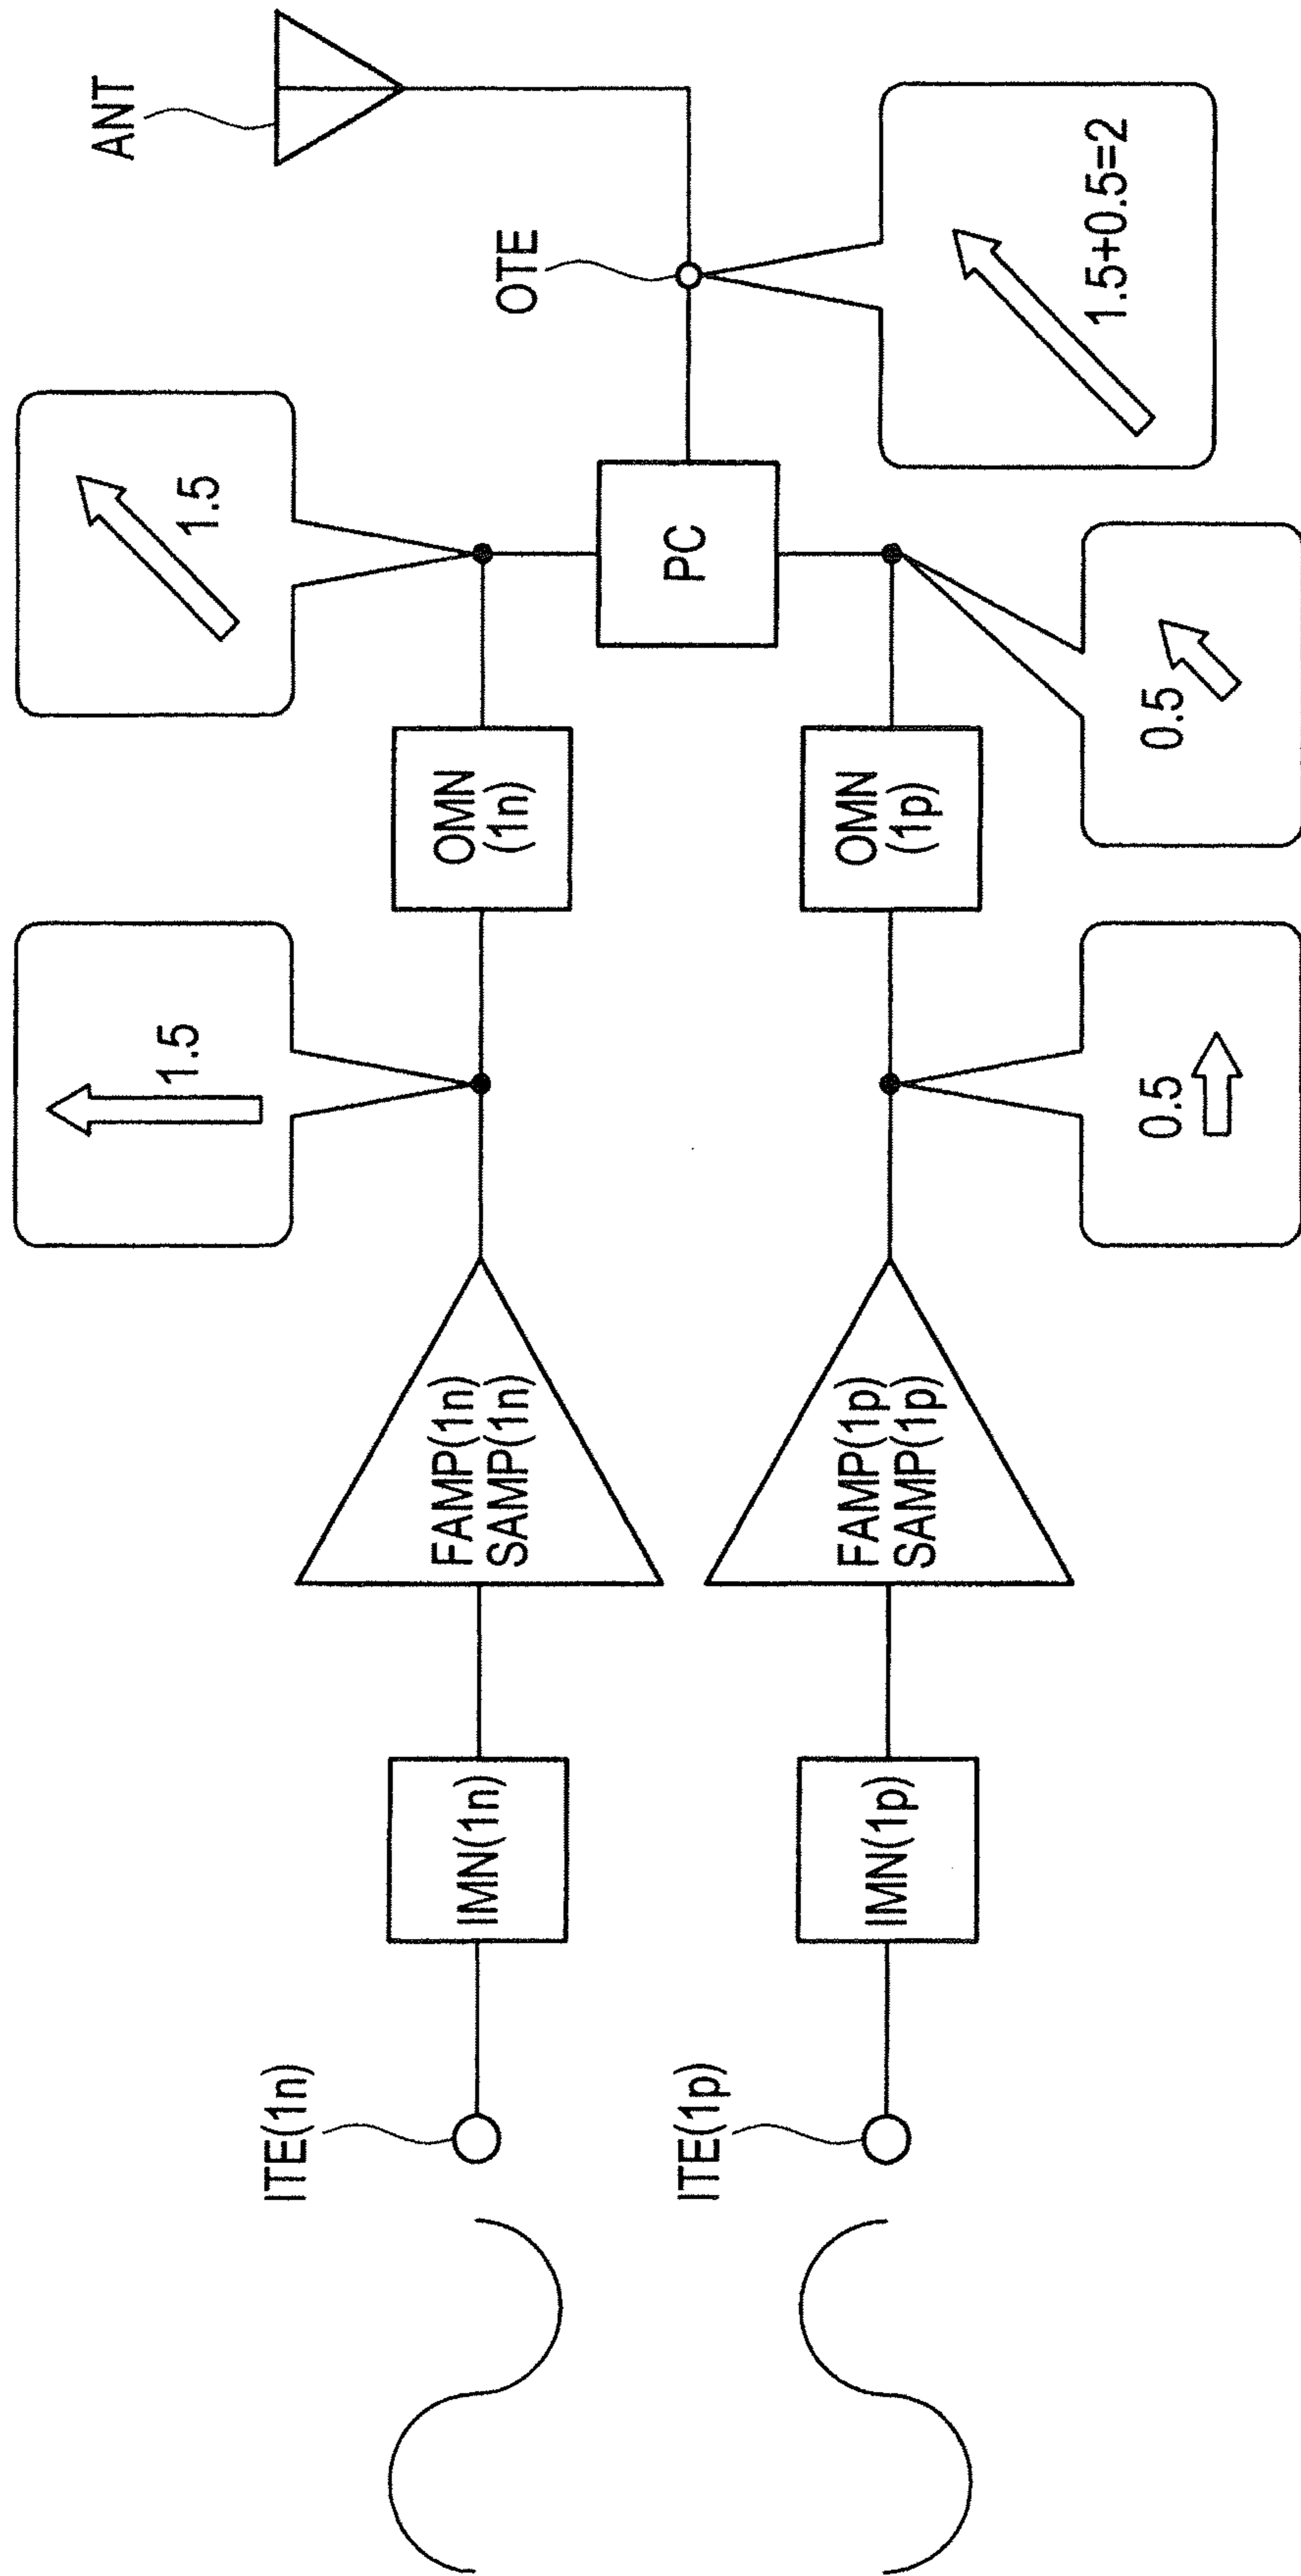 ANT
OTE
1.5
1.5
1.5+0.5=2
PC
OMN
(1n)
OMN
(1p)
0.5
0.5
FAMP(1n)
SAMP(1n)
FAMP(1p)
SAMP(1p)
IMN(1n)
IMN(1p)
ITE(1n)
ITE(1p)